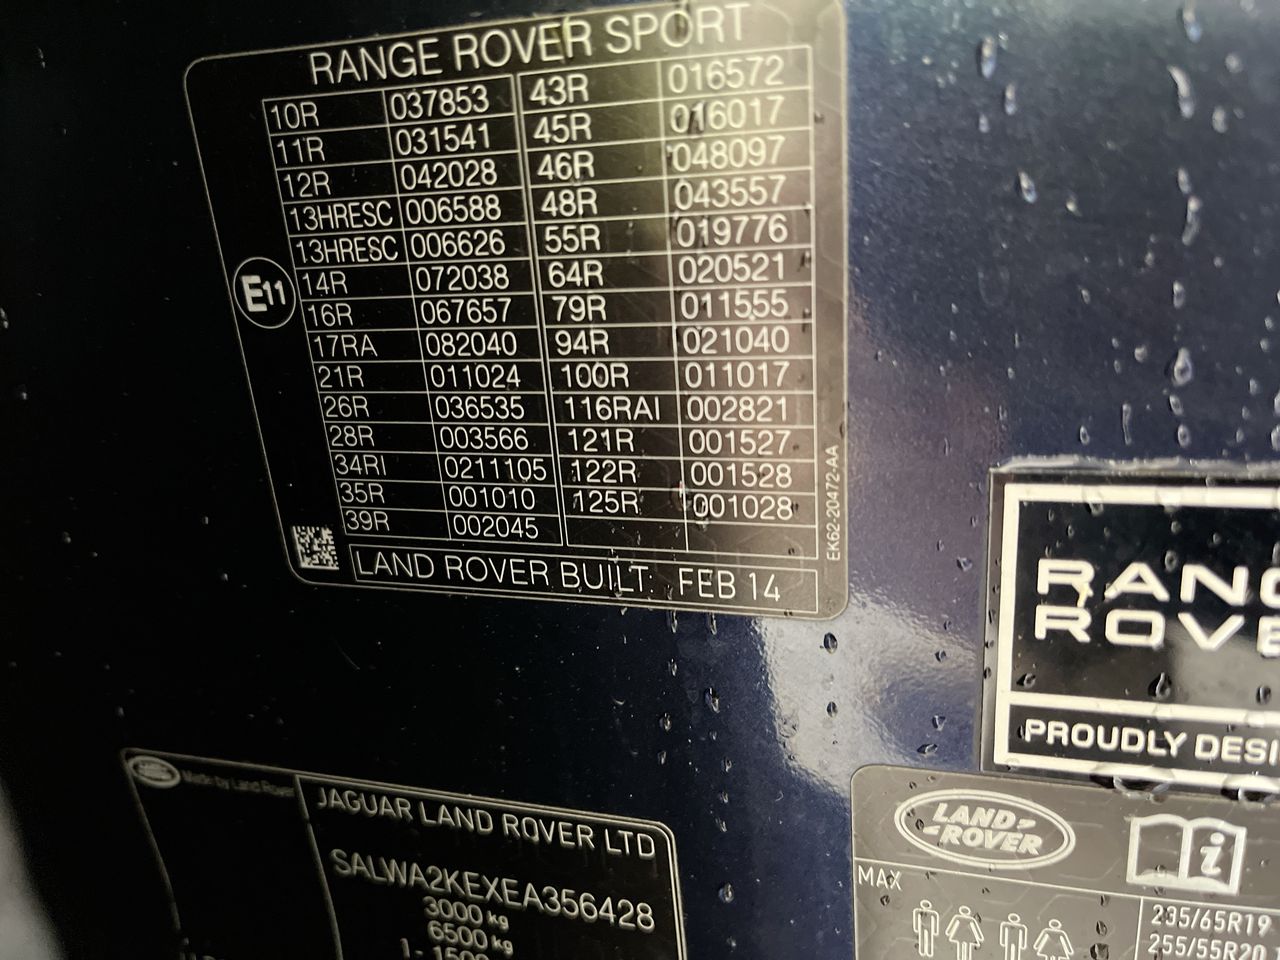 RANGE ROVER SPORT
10R 037853 43R 016572
11R 031541 45R 016017
12R 042028 46R 048097
13HRESC 006588 48R 043557
13HRESC 006626 55R 019776
14R 072038 64R 020521
16R 067657 79R 011555
17RA 082040 94R 021040
21R 011024 100R 011017
26R 036535 116RAI 002821
28R 003566 121R 001527
34RI 0211105 122R 001528
35R 001010 125R 001028
39R 002045
E11
EK62-20472-AA
LAND ROVER BUILT: FEB 14
RANG
ROVE
PROUDLY DESI
Made by Land Rover
JAGUAR LAND ROVER LTD
SALWA2KEXEA356428
3000 kg
6500 kg
1 - 1500
LAND-
-ROVER
i
MAX
235/65R19
255/55R20